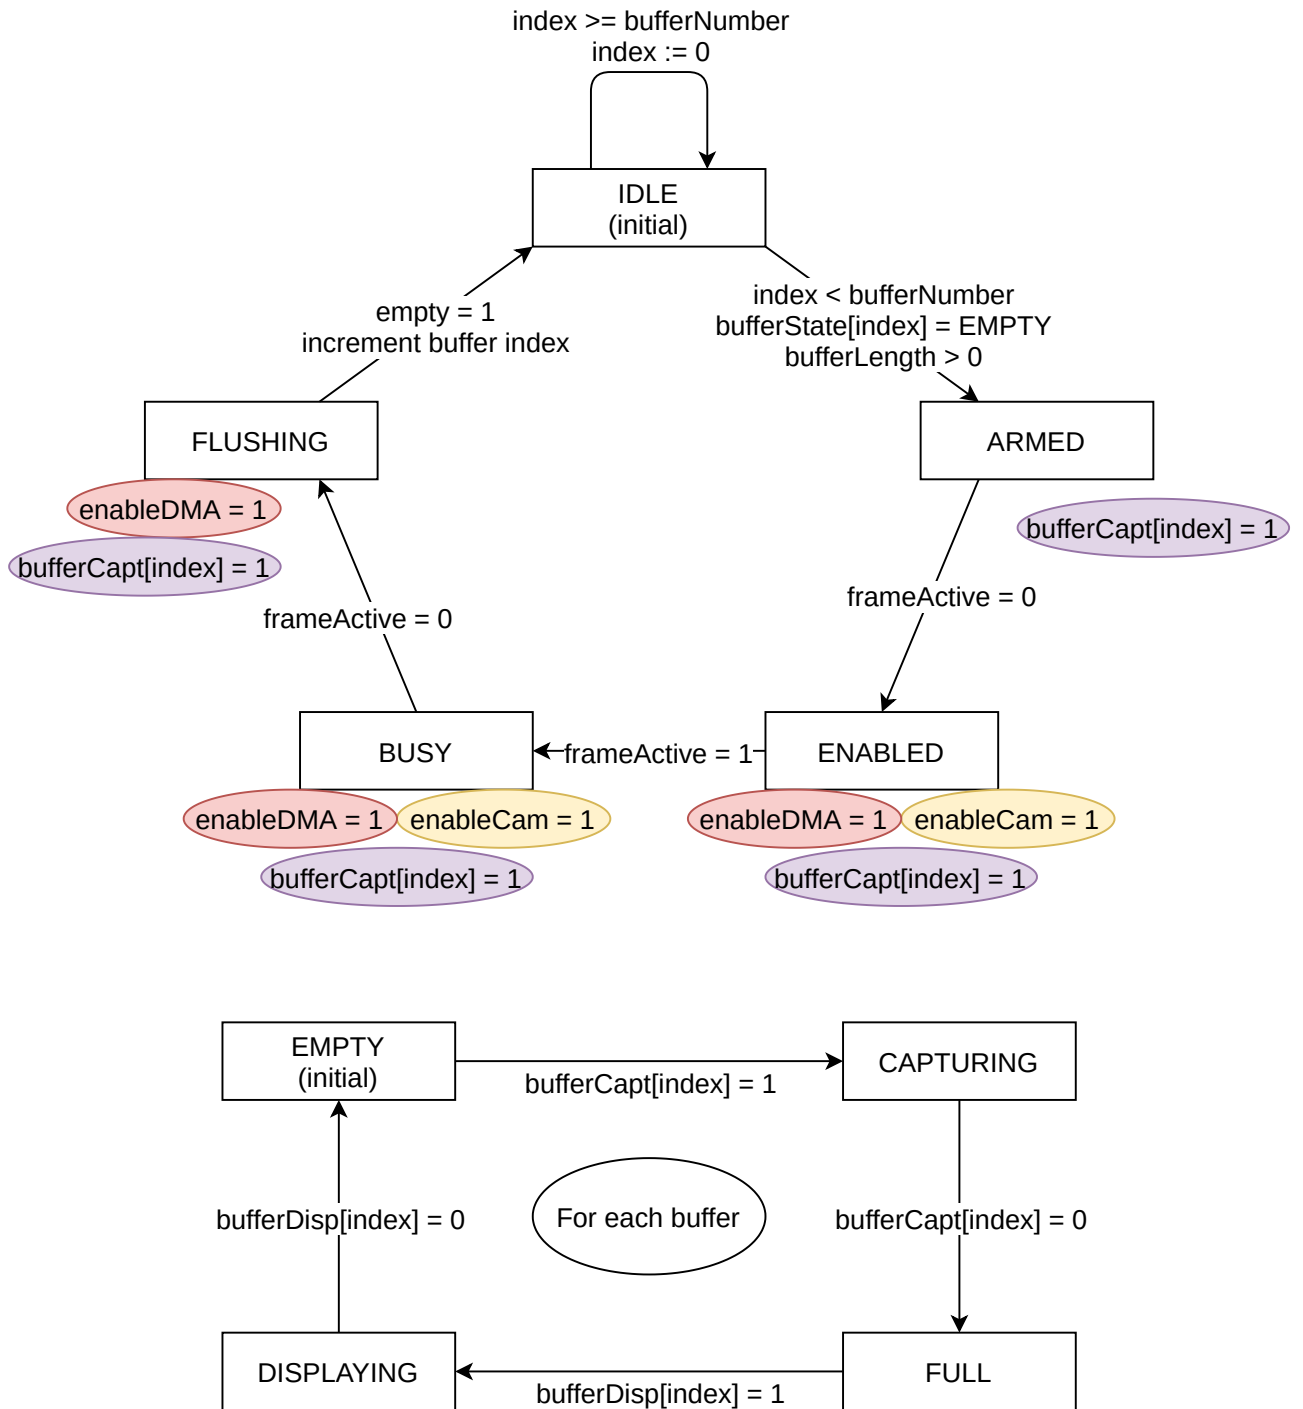 index >= bufferNumber
index := 0
IDLE
(initial)
index < bufferNumber
bufferState[index] = EMPTY
bufferLength > 0
empty = 1
increment buffer index
FLUSHING
ARMED
enableDMA = 1
bufferCapt[index] = 1
bufferCapt[index] = 1
frameActive = 0
frameActive = 0
BUSY
frameActive = 1
ENABLED
enableDMA = 1
enableCam = 1
enableDMA = 1
enableCam = 1
bufferCapt[index] = 1
bufferCapt[index] = 1
EMPTY
(initial)
CAPTURING
bufferCapt[index] = 1
bufferDisp[index] = 0
For each buffer
bufferCapt[index] = 0
DISPLAYING
FULL
bufferDisp[index] = 1